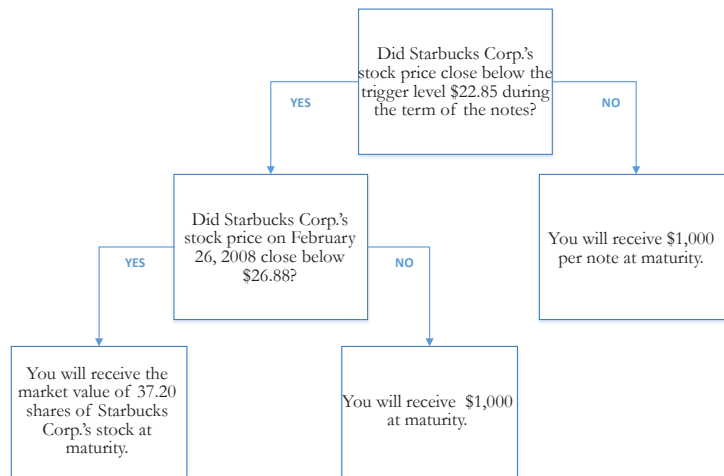 Did Starbucks Corp.'s
stock price close below the
trigger level $22.85 during
the term of the notes?
YES
NO
Did Starbucks Corp.'s
stock price on February
26, 2008 close below
$26.88?
You will receive $1,000
per note at maturity.
YES
NO
You will receive the
market value of 37.20
shares of Starbucks
Corp.'s stock at
maturity.
You will receive $1,000
at maturity.